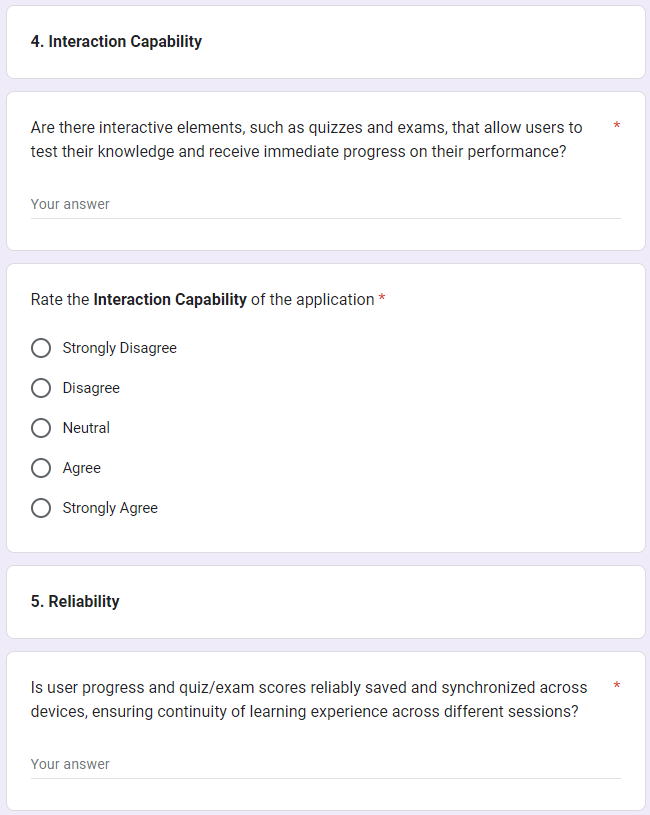 4. Interaction Capability
Are there interactive elements, such as quizzes and exams, that allow users to *
test their knowledge and receive immediate progress on their performance?
Your answer
Rate the Interaction Capability of the application *
Strongly Disagree
Disagree
Neutral
Agree
Strongly Agree
5. Reliability
Is user progress and quiz/exam scores reliably saved and synchronized across *
devices, ensuring continuity of learning experience across different sessions?
Your answer